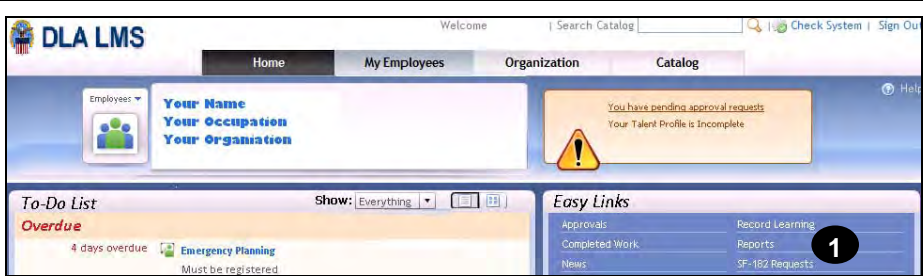 DLA LMS
Welcome | Search Catalog | Check System | Sign Out
Home My Employees Organization Catalog
Help
Employees
Your Name
Your Occupation
Your Organiation
You have pending approval requests
Your Talent Profile is Incomplete
To-Do List Show: Everything
Overdue
4 days overdue Emergency Planning
Must be registered
Easy Links
Approvals Record Learning
Completed Work Reports
News SF-182 Requests
1